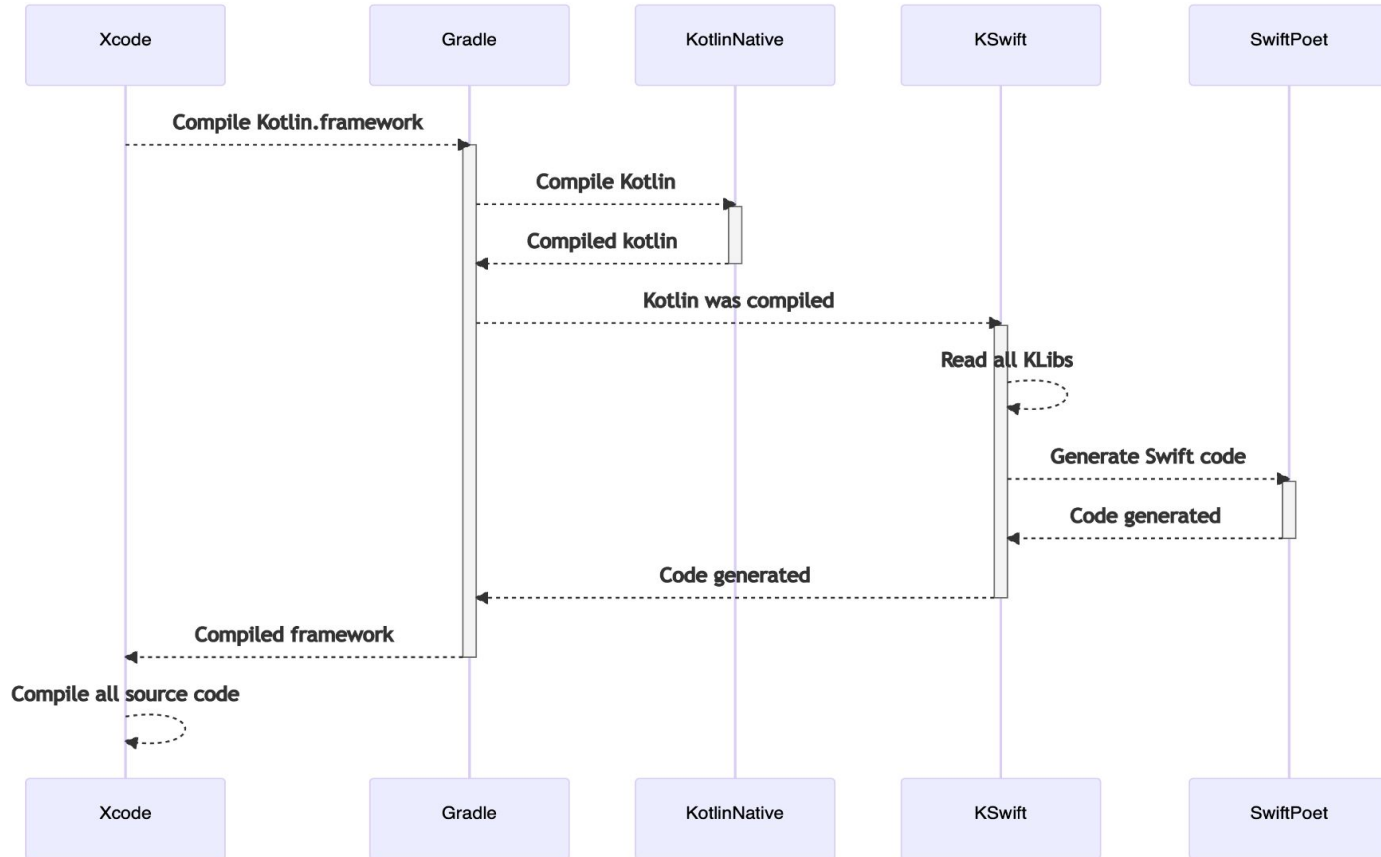 Xcode
Gradle
KotlinNative
KSwift
SwiftPoet
Compile Kotlin.framework
Compile Kotlin
Compiled kotlin
Kotlin was compiled
Read all KLibs
Generate Swift code
Code generated
Code generated
Compiled framework
Compile all source code
Xcode
Gradle
KotlinNative
KSwift
SwiftPoet